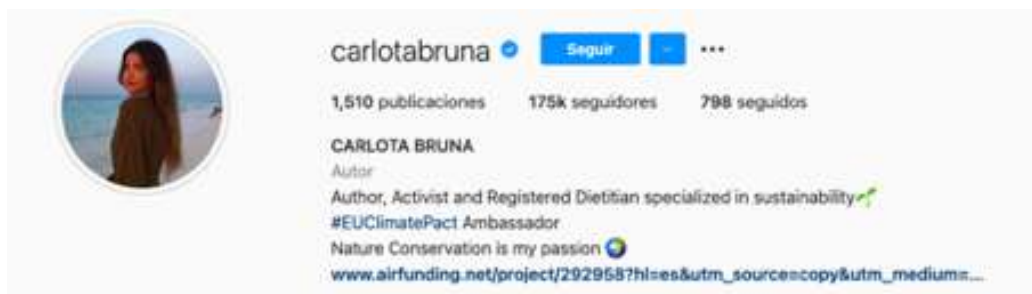 carlotabruna Seguir
1,510 publicaciones 175k seguidores 798 seguidos
CARLOTA BRUNA
Autor
Author, Activist and Registered Dietitian specialized in sustainability🌱
#EUClimatePact Ambassador
Nature Conservation is my passion 🌍
www.airfunding.net/project/292958?hl=es&utm_source=copy&utm_medium=...